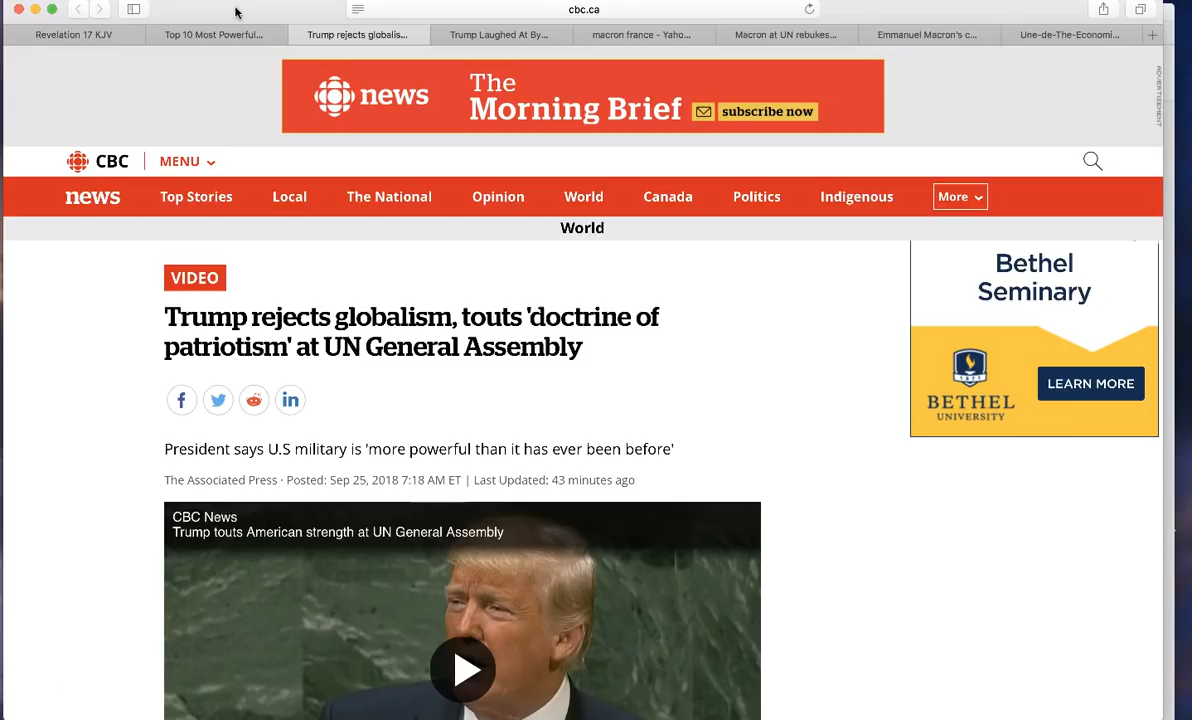 cbc.ca
Revelation 17 KJV
Top 10 Most Powerful...
Trump rejects globalis...
Trump Laughed At By...
macron france - Yaho...
Macron at UN rebukes...
Emmanuel Macron's c...
Une-de-The-Economi...
ADVERTISEMENT
news
The
Morning Brief
subscribe now
CBC
MENU
news
Top Stories
Local
The National
Opinion
World
Canada
Politics
Indigenous
More
World
VIDEO
Trump rejects globalism, touts 'doctrine of
patriotism' at UN General Assembly
President says U.S military is 'more powerful than it has ever been before'
The Associated Press · Posted: Sep 25, 2018 7:18 AM ET | Last Updated: 43 minutes ago
CBC News
Trump touts American strength at UN General Assembly
Bethel
Seminary
BETHEL
UNIVERSITY
LEARN MORE